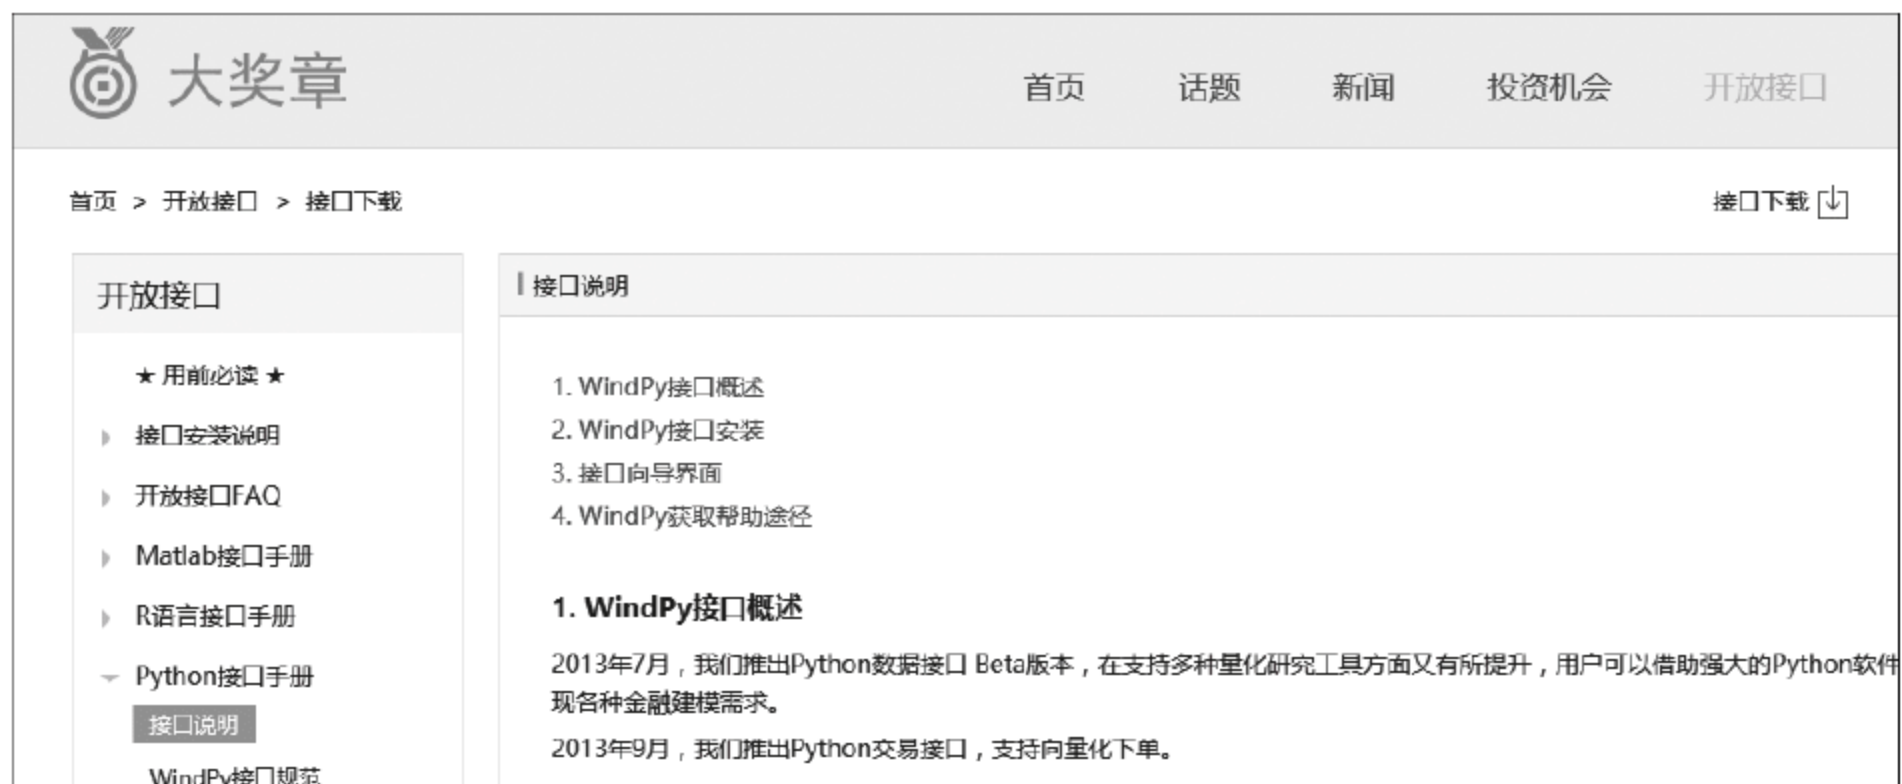 大奖章
首页 话题 新闻 投资机会 开放接口
首页 > 开放接口 > 接口下载
接口下载
开放接口
★ 用前必读 ★
接口安装说明
开放接口FAQ
Matlab接口手册
R语言接口手册
Python接口手册
接口说明
WindPy接口规范
接口说明
1. WindPy接口概述
2. WindPy接口安装
3. 接口向导界面
4. WindPy获取帮助途径
1. WindPy接口概述
2013年7月，我们推出Python数据接口 Beta版本，在支持多种量化研究工具方面又有所提升，用户可以借助强大的Python软件
现各种金融建模需求。
2013年9月，我们推出Python交易接口，支持向量化下单。